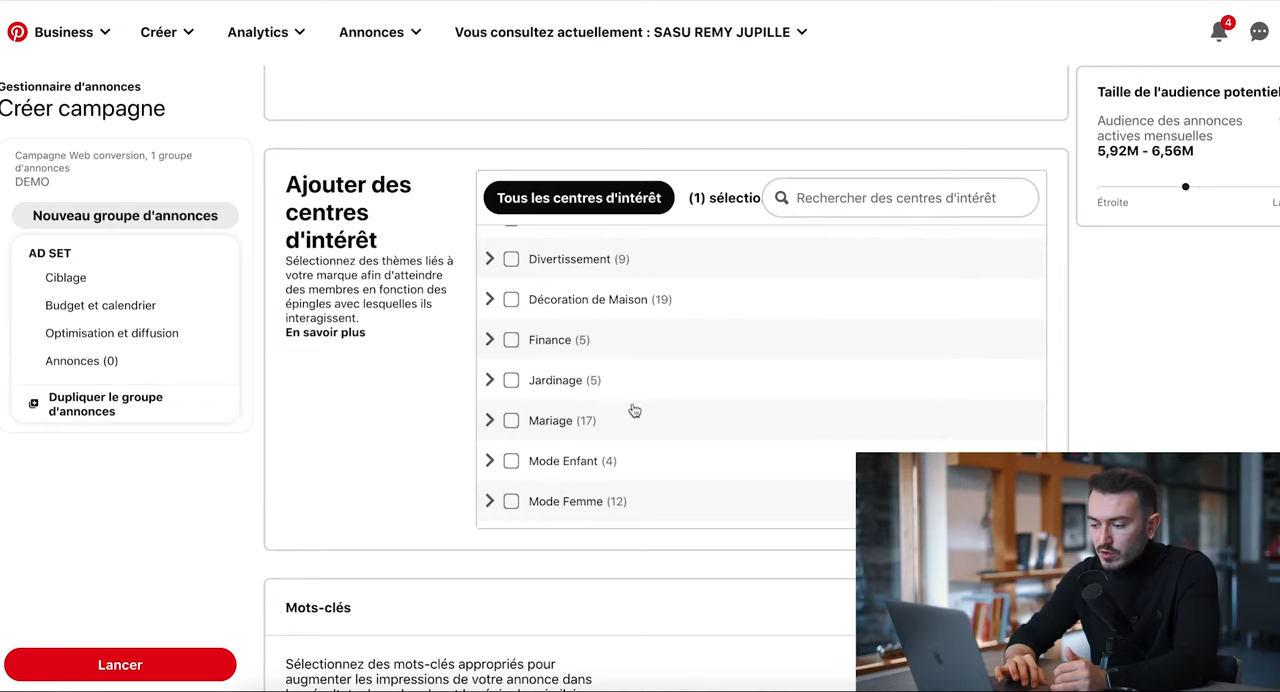 Business
Créer
Analytics
Annonces
Vous consultez actuellement : SASU REMY JUPILLE
4
Gestionnaire d'annonces
Créer campagne
Campagne Web conversion, 1 groupe
d'annonces
DEMO
Nouveau groupe d'annonces
AD SET
Ciblage
Budget et calendrier
Optimisation et diffusion
Annonces (0)
Dupliquer le groupe
d'annonces
Lancer
Ajouter des
centres
d'intérêt
Sélectionnez des thèmes liés à
votre marque afin d'atteindre
des membres en fonction des
épingles avec lesquelles ils
interagissent.
En savoir plus
Tous les centres d'intérêt
(1) sélectio
Rechercher des centres d'intérêt
Divertissement (9)
Décoration de Maison (19)
Finance (5)
Jardinage (5)
Mariage (17)
Mode Enfant (4)
Mode Femme (12)
Mots-clés
Sélectionnez des mots-clés appropriés pour
augmenter les impressions de votre annonce dans
Taille de l'audience potentiel
Audience des annonces
actives mensuelles
5,92M - 6,56M
Étroite
La